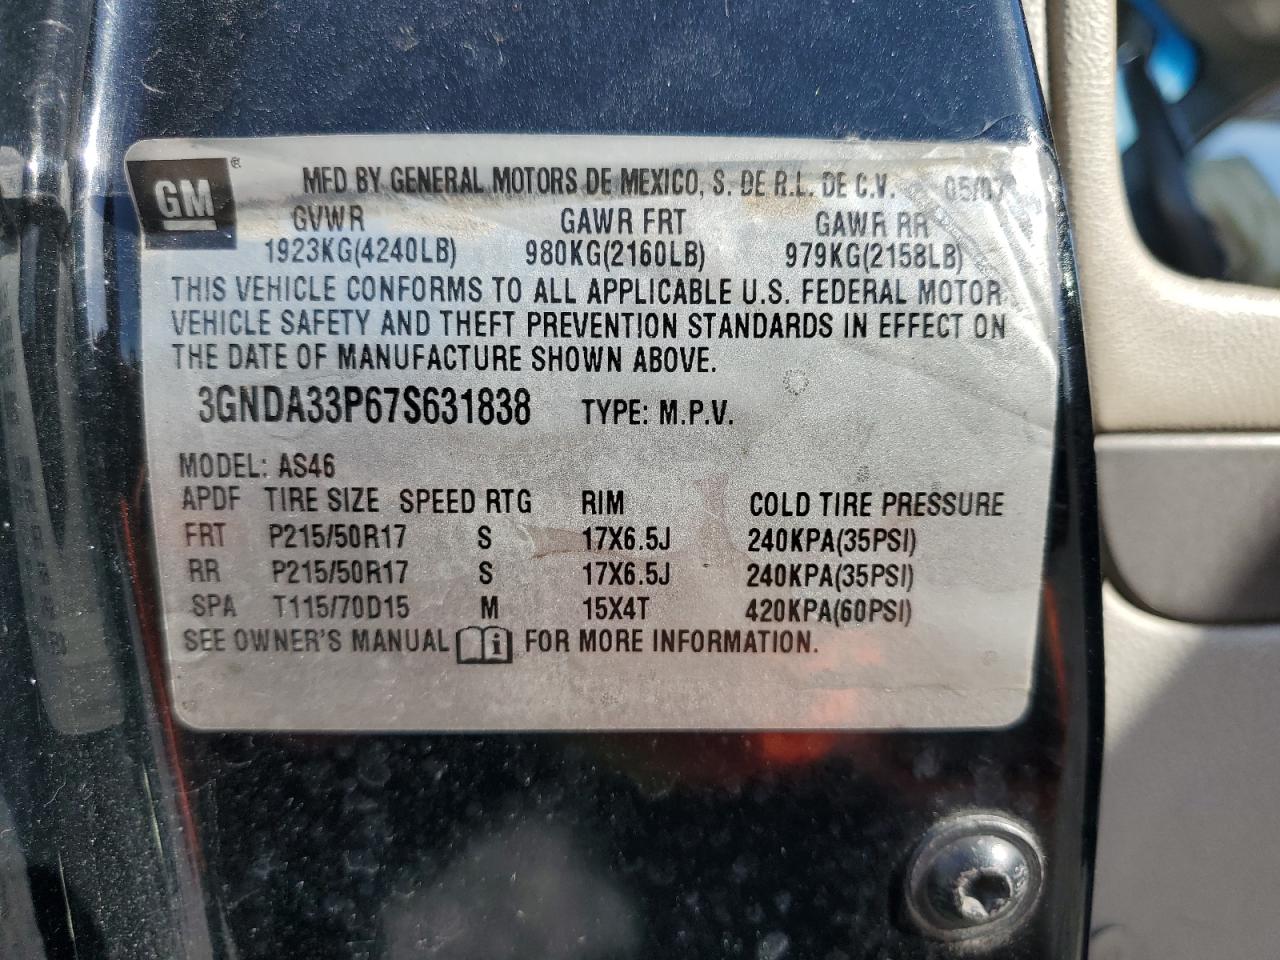 GM ® MFD BY GENERAL MOTORS DE MEXICO, S. DE R.L. DE C.V. 05/07
GVWR GAWR FRT GAWR RR
1923KG(4240LB) 980KG(2160LB) 979KG(2158LB)
THIS VEHICLE CONFORMS TO ALL APPLICABLE U.S. FEDERAL MOTOR
VEHICLE SAFETY AND THEFT PREVENTION STANDARDS IN EFFECT ON
THE DATE OF MANUFACTURE SHOWN ABOVE.
3GNDA33P67S631838 TYPE: M.P.V.
MODEL: AS46
APDF TIRE SIZE SPEED RTG RIM COLD TIRE PRESSURE
FRT P215/50R17 S 17X6.5J 240KPA(35PSI)
RR P215/50R17 S 17X6.5J 240KPA(35PSI)
SPA T115/70D15 M 15X4T 420KPA(60PSI)
SEE OWNER'S MANUAL i FOR MORE INFORMATION.